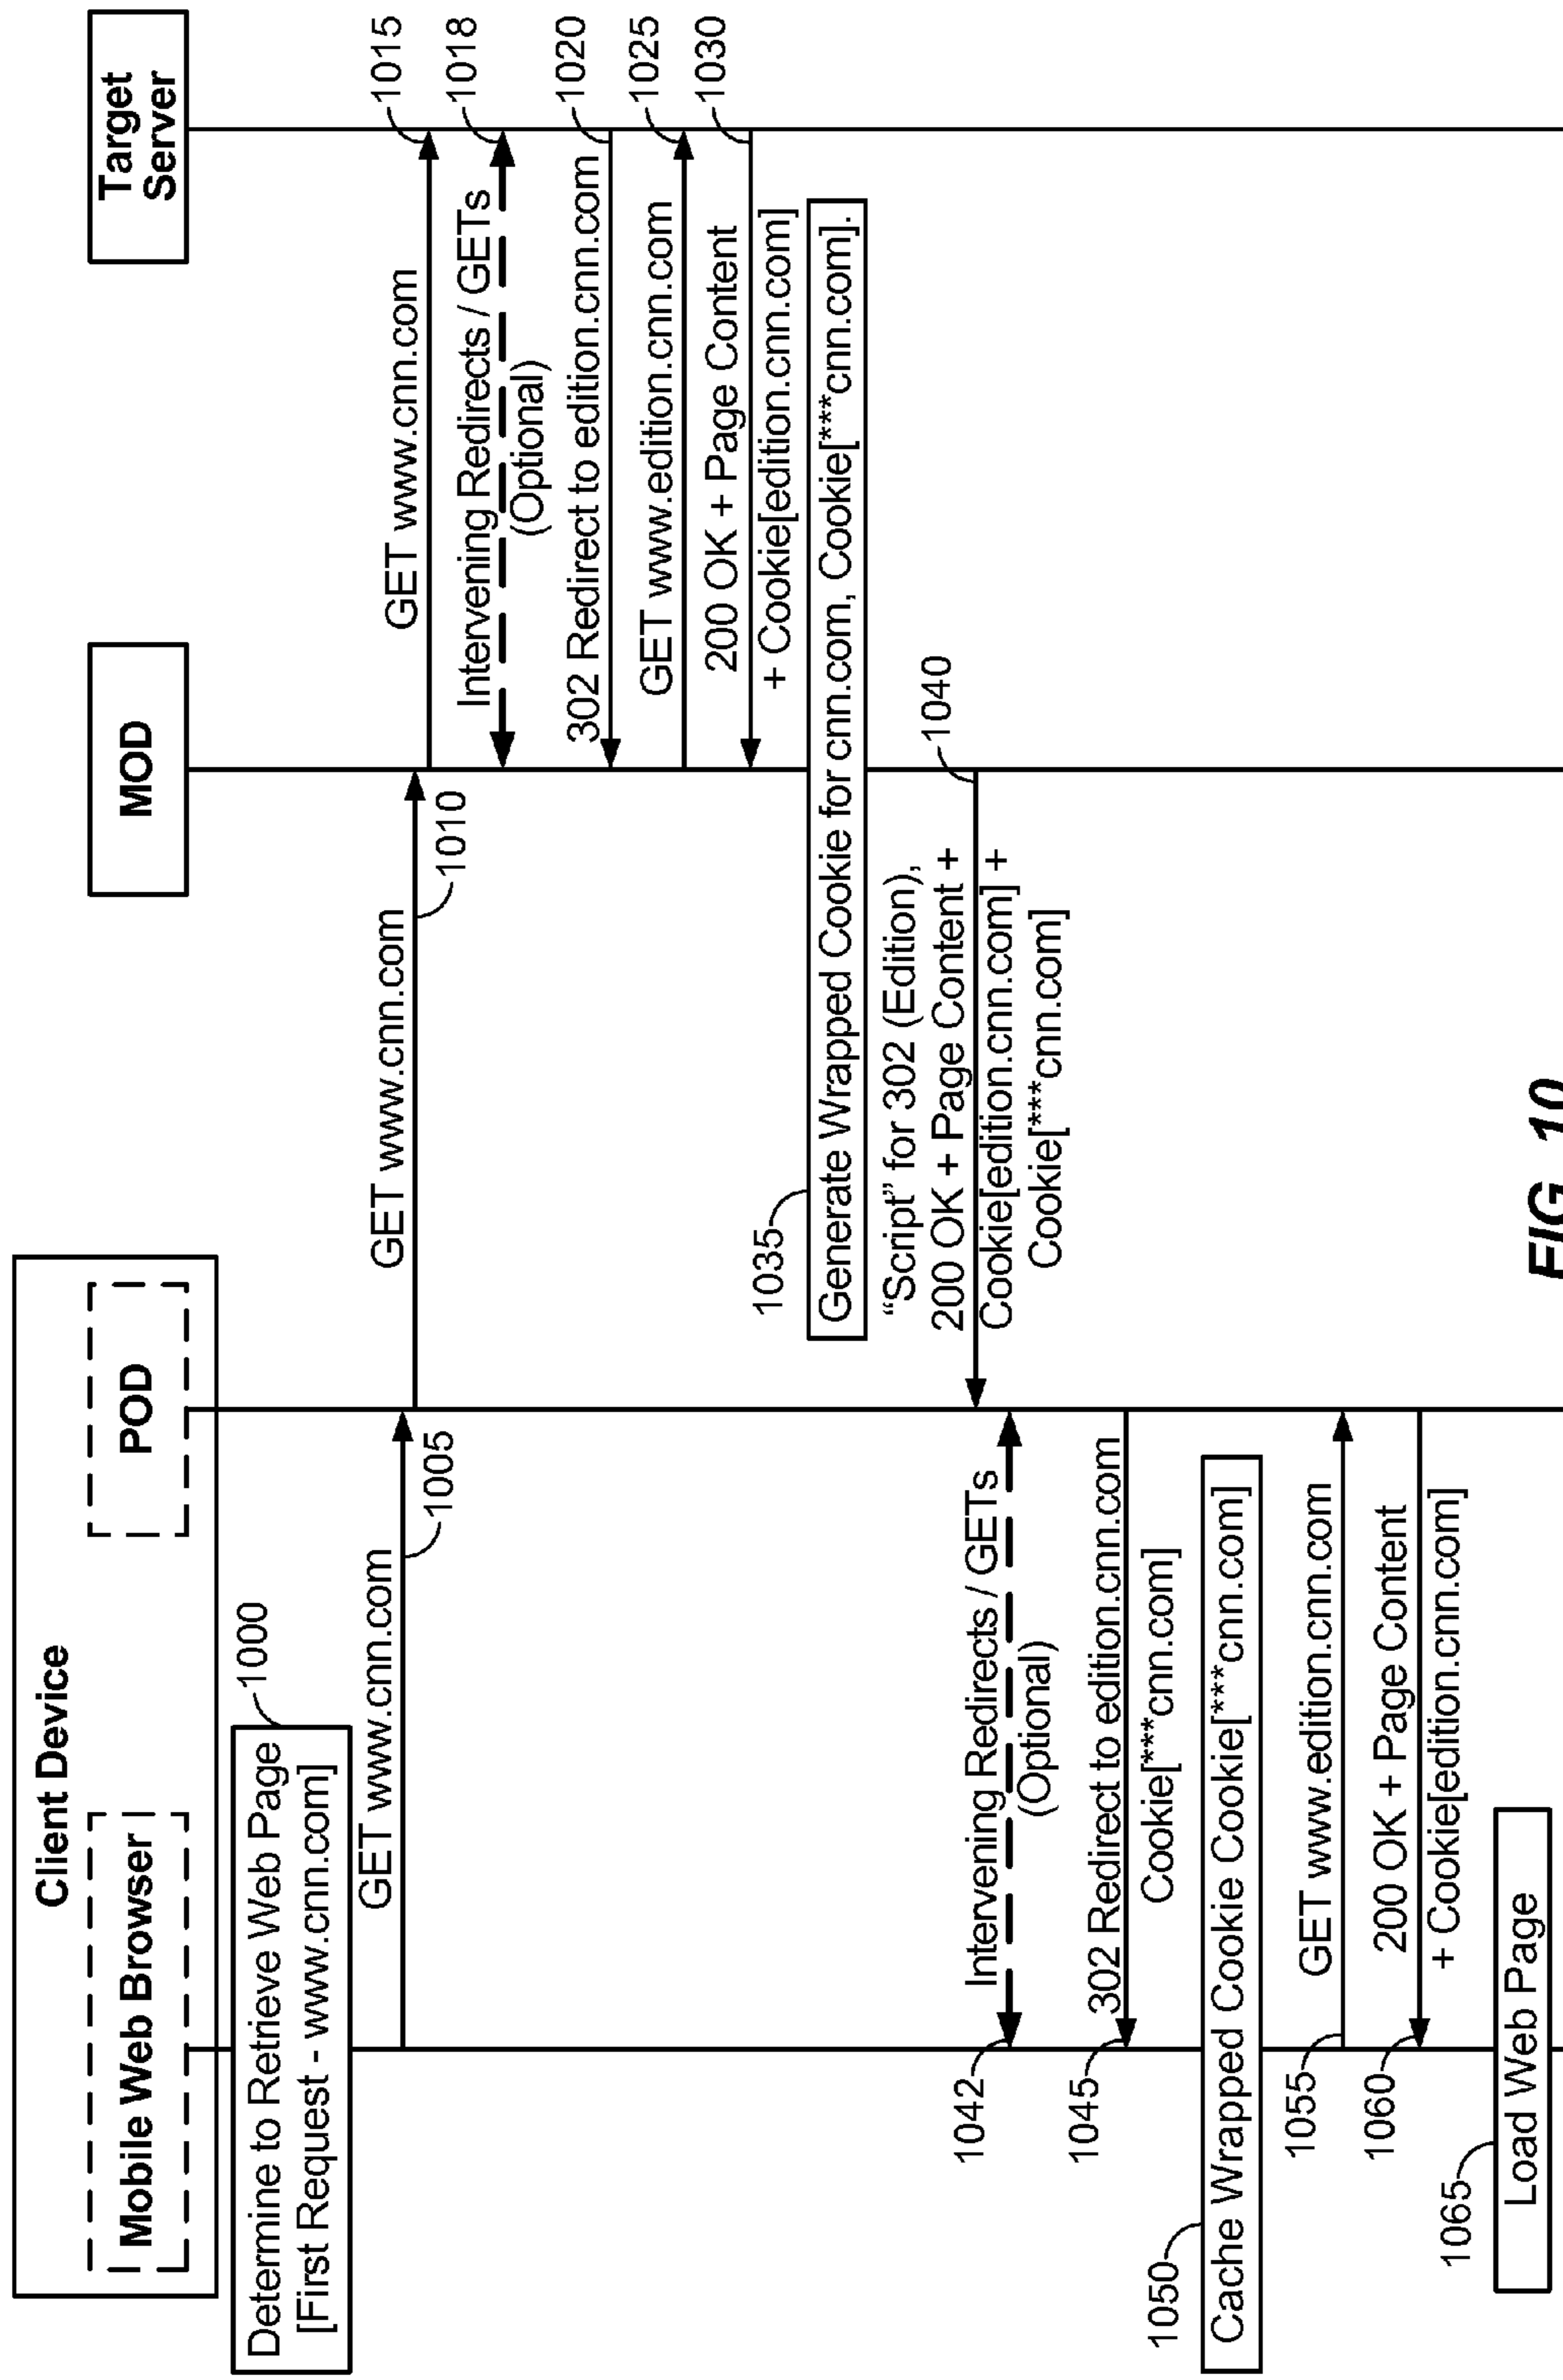 Client Device
Mobile Web Browser
POD
MOD
Target
Server
Determine to Retrieve Web Page
[First Request - www.cnn.com]
1000
GET www.cnn.com
1005
GET www.cnn.com
1010
GET www.cnn.com
1015
Intervening Redirects / GETs
(Optional)
1018
302 Redirect to edition.cnn.com
1020
GET www.edition.cnn.com
1025
200 OK + Page Content
+ Cookie[edition.cnn.com]
1030
1035
Generate Wrapped Cookie for cnn.com, Cookie[***cnn.com].
"Script" for 302 (Edition),
200 OK + Page Content +
Cookie[edition.cnn.com] +
Cookie[***cnn.com]
1040
Intervening Redirects / GETs
(Optional)
1042
302 Redirect to edition.cnn.com
Cookie[***cnn.com]
1045
1050
Cache Wrapped Cookie Cookie[***cnn.com]
GET www.edition.cnn.com
1055
200 OK + Page Content
+ Cookie[edition.cnn.com]
1060
1065
Load Web Page
FIG. 10